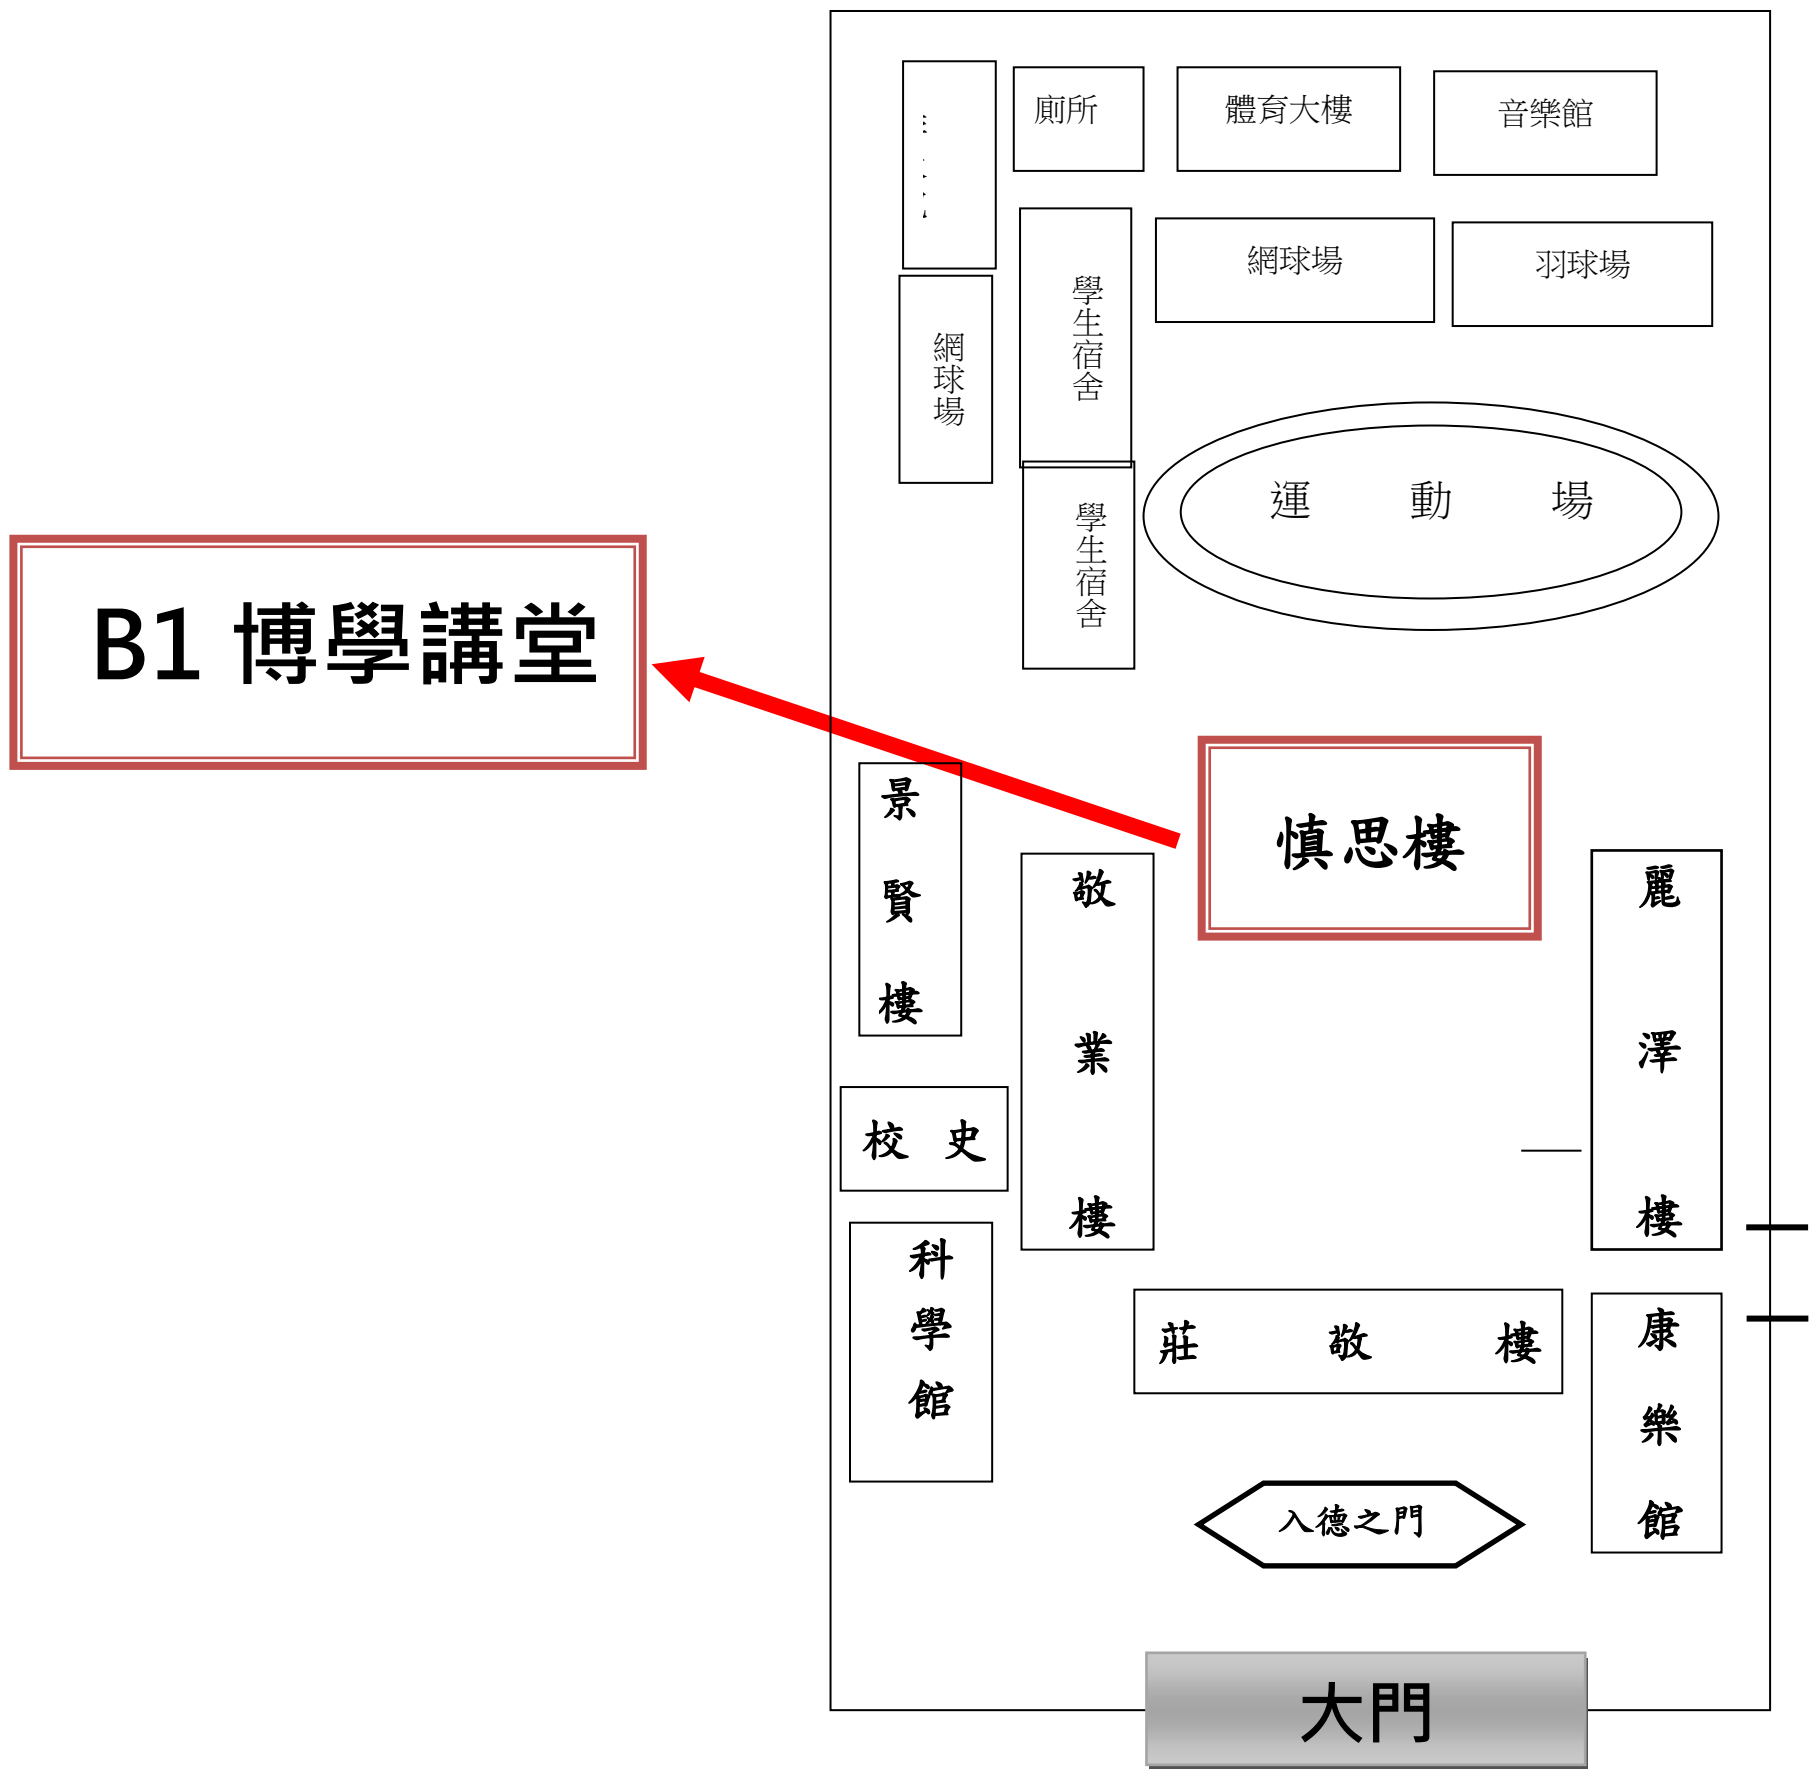 廁所
體育大樓
音樂館
網球場
羽球場
學生宿舍
網球場
運動場
學生宿舍
B1 博學講堂
慎思樓
景賢樓
敬業樓
麗澤樓
校 史
科學館
莊敬樓
康樂館
入德之門
大門